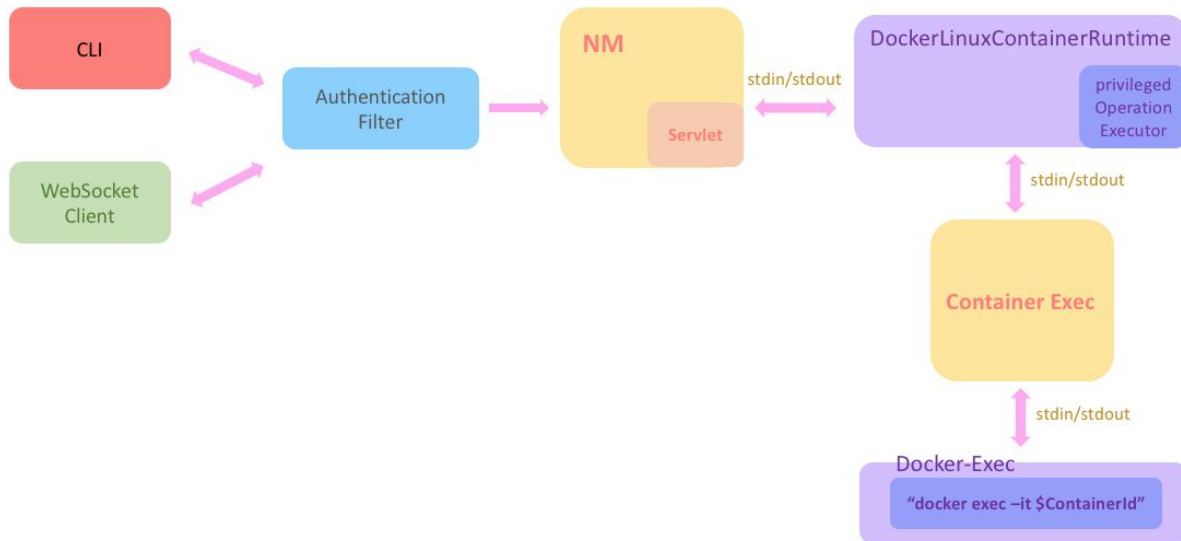 CLI
WebSocket
Client
Authentication
Filter
NM
Servlet
stdin/stdout
DockerLinuxContainerRuntime
privileged
Operation
Executor
stdin/stdout
Container Exec
stdin/stdout
Docker-Exec
“docker exec –it $ContainerId”